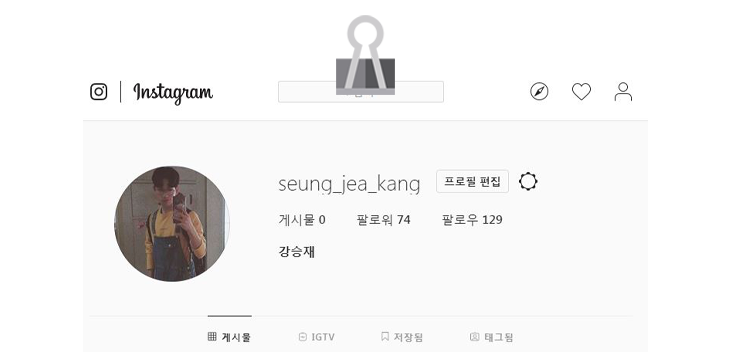 Instagram
seung_jea_kang 프로필 편집
게시물 0 팔로워 74 팔로우 129
강승재
게시물 IGTV 저장됨 태그됨